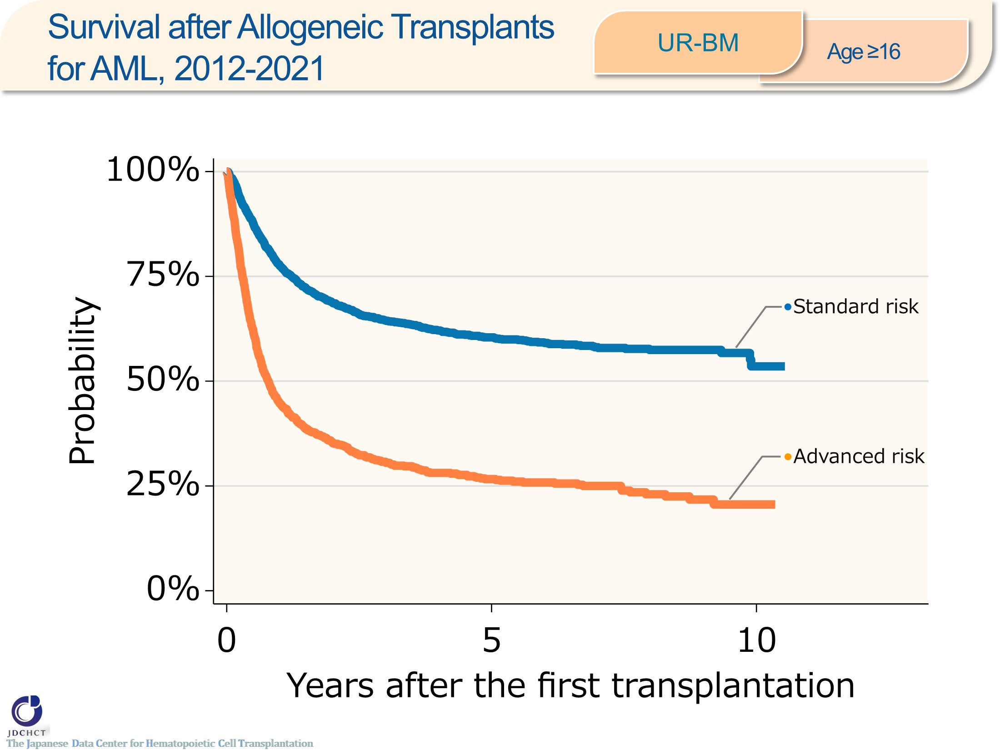 Survival after Allogeneic Transplants
for AML, 2012-2021
UR-BM
Age ≥16
100%
75%
50%
25%
0%
Probability
Standard risk
Advanced risk
0
5
10
Years after the first transplantation
JDCHCT
The Japanese Data Center for Hematopoietic Cell Transplantation